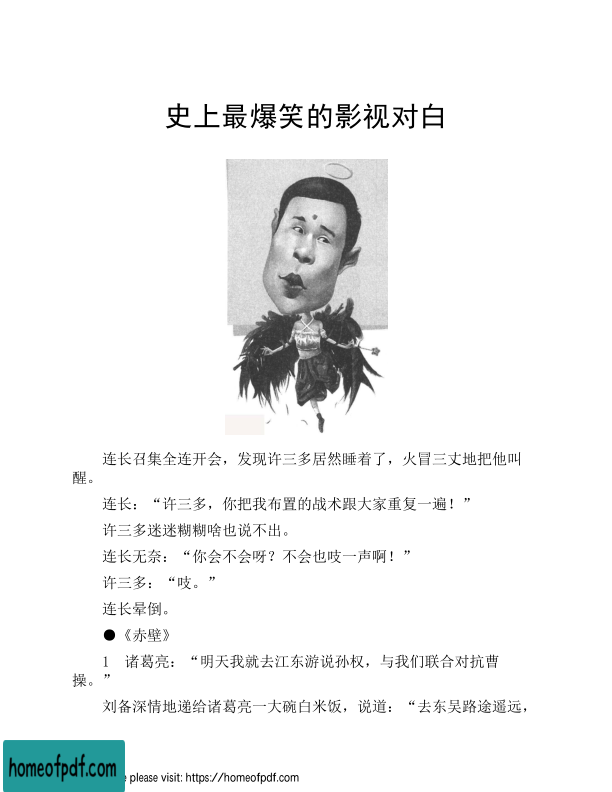 史上最爆笑的影视对白
连长召集全连开会，发现许三多居然睡着了，火冒三丈地把他叫
醒。
连长：“许三多，你把我布置的战术跟大家重复一遍！”
许三多迷迷糊糊啥也说不出。
连长无奈：“你会不会呀？不会也吱一声啊！”
许三多：“吱。”
连长晕倒。
●《赤壁》
1　诸葛亮：“明天我就去江东游说孙权，与我们联合对抗曹
操。”
刘备深情地递给诸葛亮一大碗白米饭，说道：“去东吴路途遥远，
homeofpdf.com
e please visit: https://homeofpdf.com